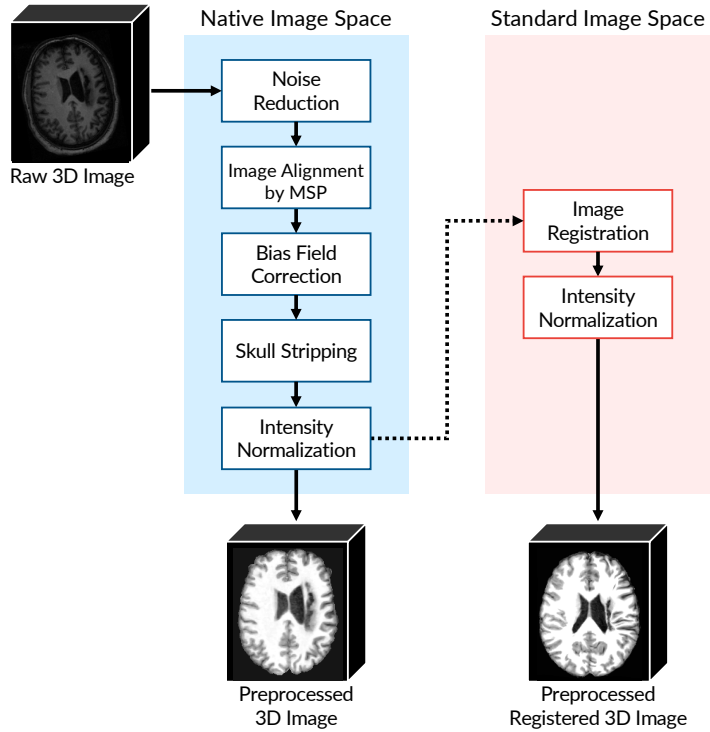 Native Image Space
Standard Image Space
Raw 3D Image
Noise
Reduction
Image Alignment
by MSP
Bias Field
Correction
Skull Stripping
Intensity
Normalization
Image
Registration
Intensity
Normalization
Preprocessed
3D Image
Preprocessed
Registered 3D Image